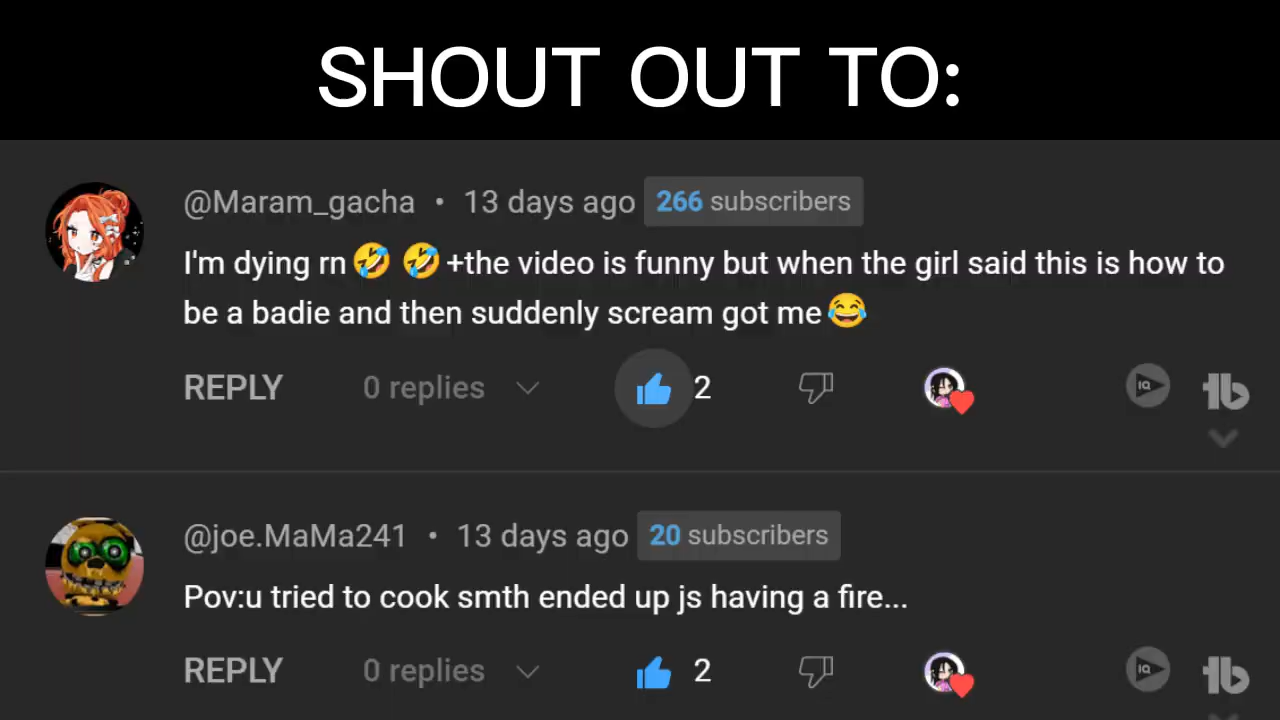 SHOUT OUT TO:
@Maram_gacha • 13 days ago 266 subscribers
I'm dying rn🤣 🤣+the video is funny but when the girl said this is how to
be a badie and then suddenly scream got me😂
REPLY 0 replies 2
IQ
@joe.MaMa241 • 13 days ago 20 subscribers
Pov:u tried to cook smth ended up js having a fire...
REPLY 0 replies 2
IQ